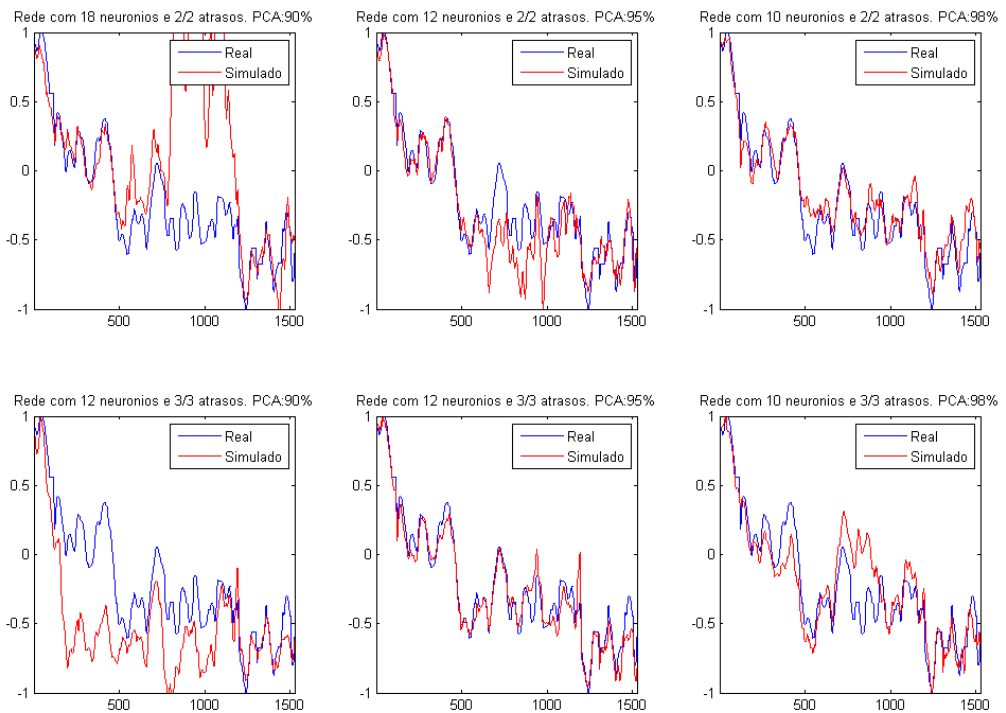 Rede com 18 neuronios e 2/2 atrasos. PCA:90%
1
0.5
0
-0.5
-1
500
1000
1500
Real
Simulado
Rede com 12 neuronios e 2/2 atrasos. PCA:95%
1
0.5
0
-0.5
-1
500
1000
1500
Real
Simulado
Rede com 10 neuronios e 2/2 atrasos. PCA:98%
1
0.5
0
-0.5
-1
500
1000
1500
Real
Simulado
Rede com 12 neuronios e 3/3 atrasos. PCA:90%
1
0.5
0
-0.5
-1
500
1000
1500
Real
Simulado
Rede com 12 neuronios e 3/3 atrasos. PCA:95%
1
0.5
0
-0.5
-1
500
1000
1500
Real
Simulado
Rede com 10 neuronios e 3/3 atrasos. PCA:98%
1
0.5
0
-0.5
-1
500
1000
1500
Real
Simulado